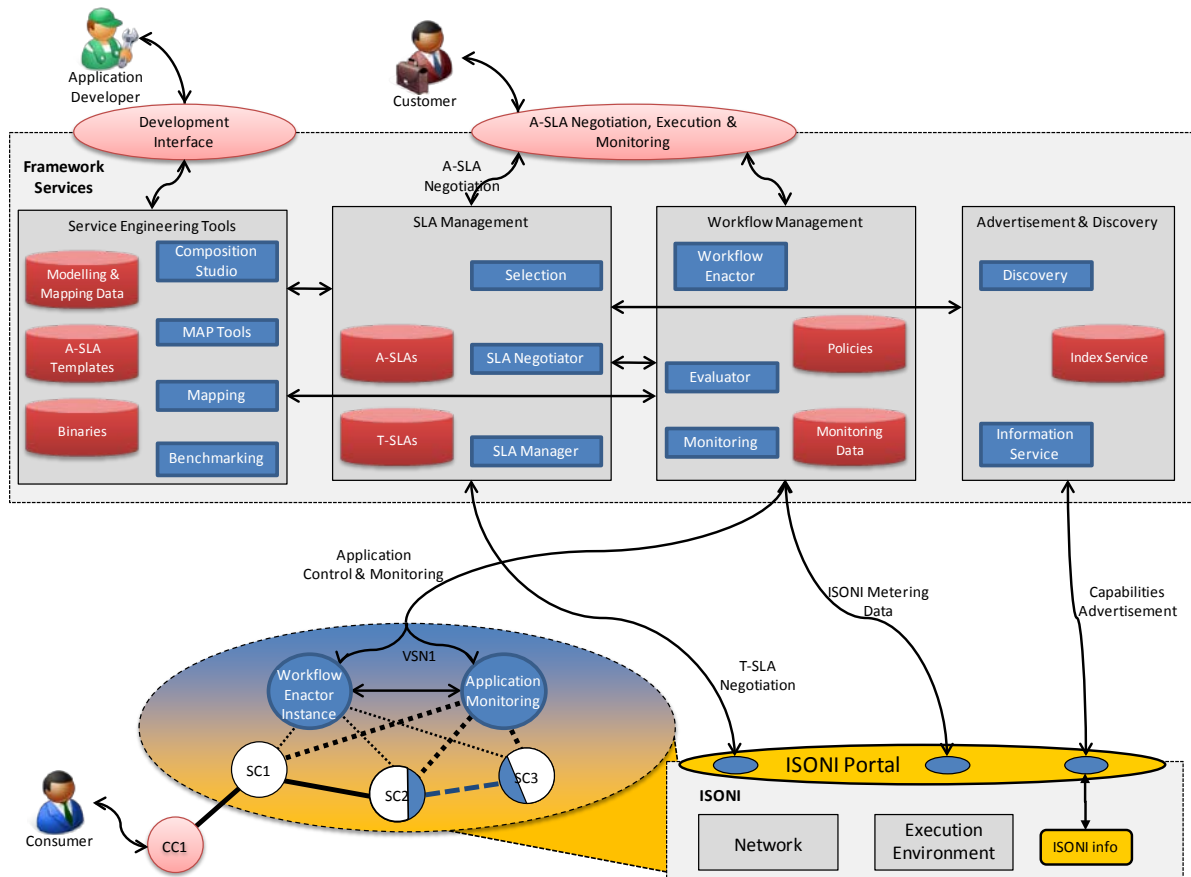 Application
Developer
Customer
Development
Interface
A-SLA Negotiation, Execution &
Monitoring
Framework
Services
A-SLA
Negotiation
Service Engineering Tools
Modelling &
Mapping Data
Composition
Studio
A-SLA
Templates
MAP Tools
Mapping
Binaries
Benchmarking
SLA Management
Selection
A-SLAs
SLA Negotiator
T-SLAs
SLA Manager
Workflow Management
Workflow
Enactor
Policies
Evaluator
Monitoring
Monitoring
Data
Advertisement & Discovery
Discovery
Index Service
Information
Service
Application
Control & Monitoring
ISONI Metering
Data
Capabilities
Advertisement
T-SLA
Negotiation
VSN1
Workflow
Enactor
Instance
Application
Monitoring
SC1
SC2
SC3
Consumer
CC1
ISONI Portal
ISONI
Network
Execution
Environment
ISONI info